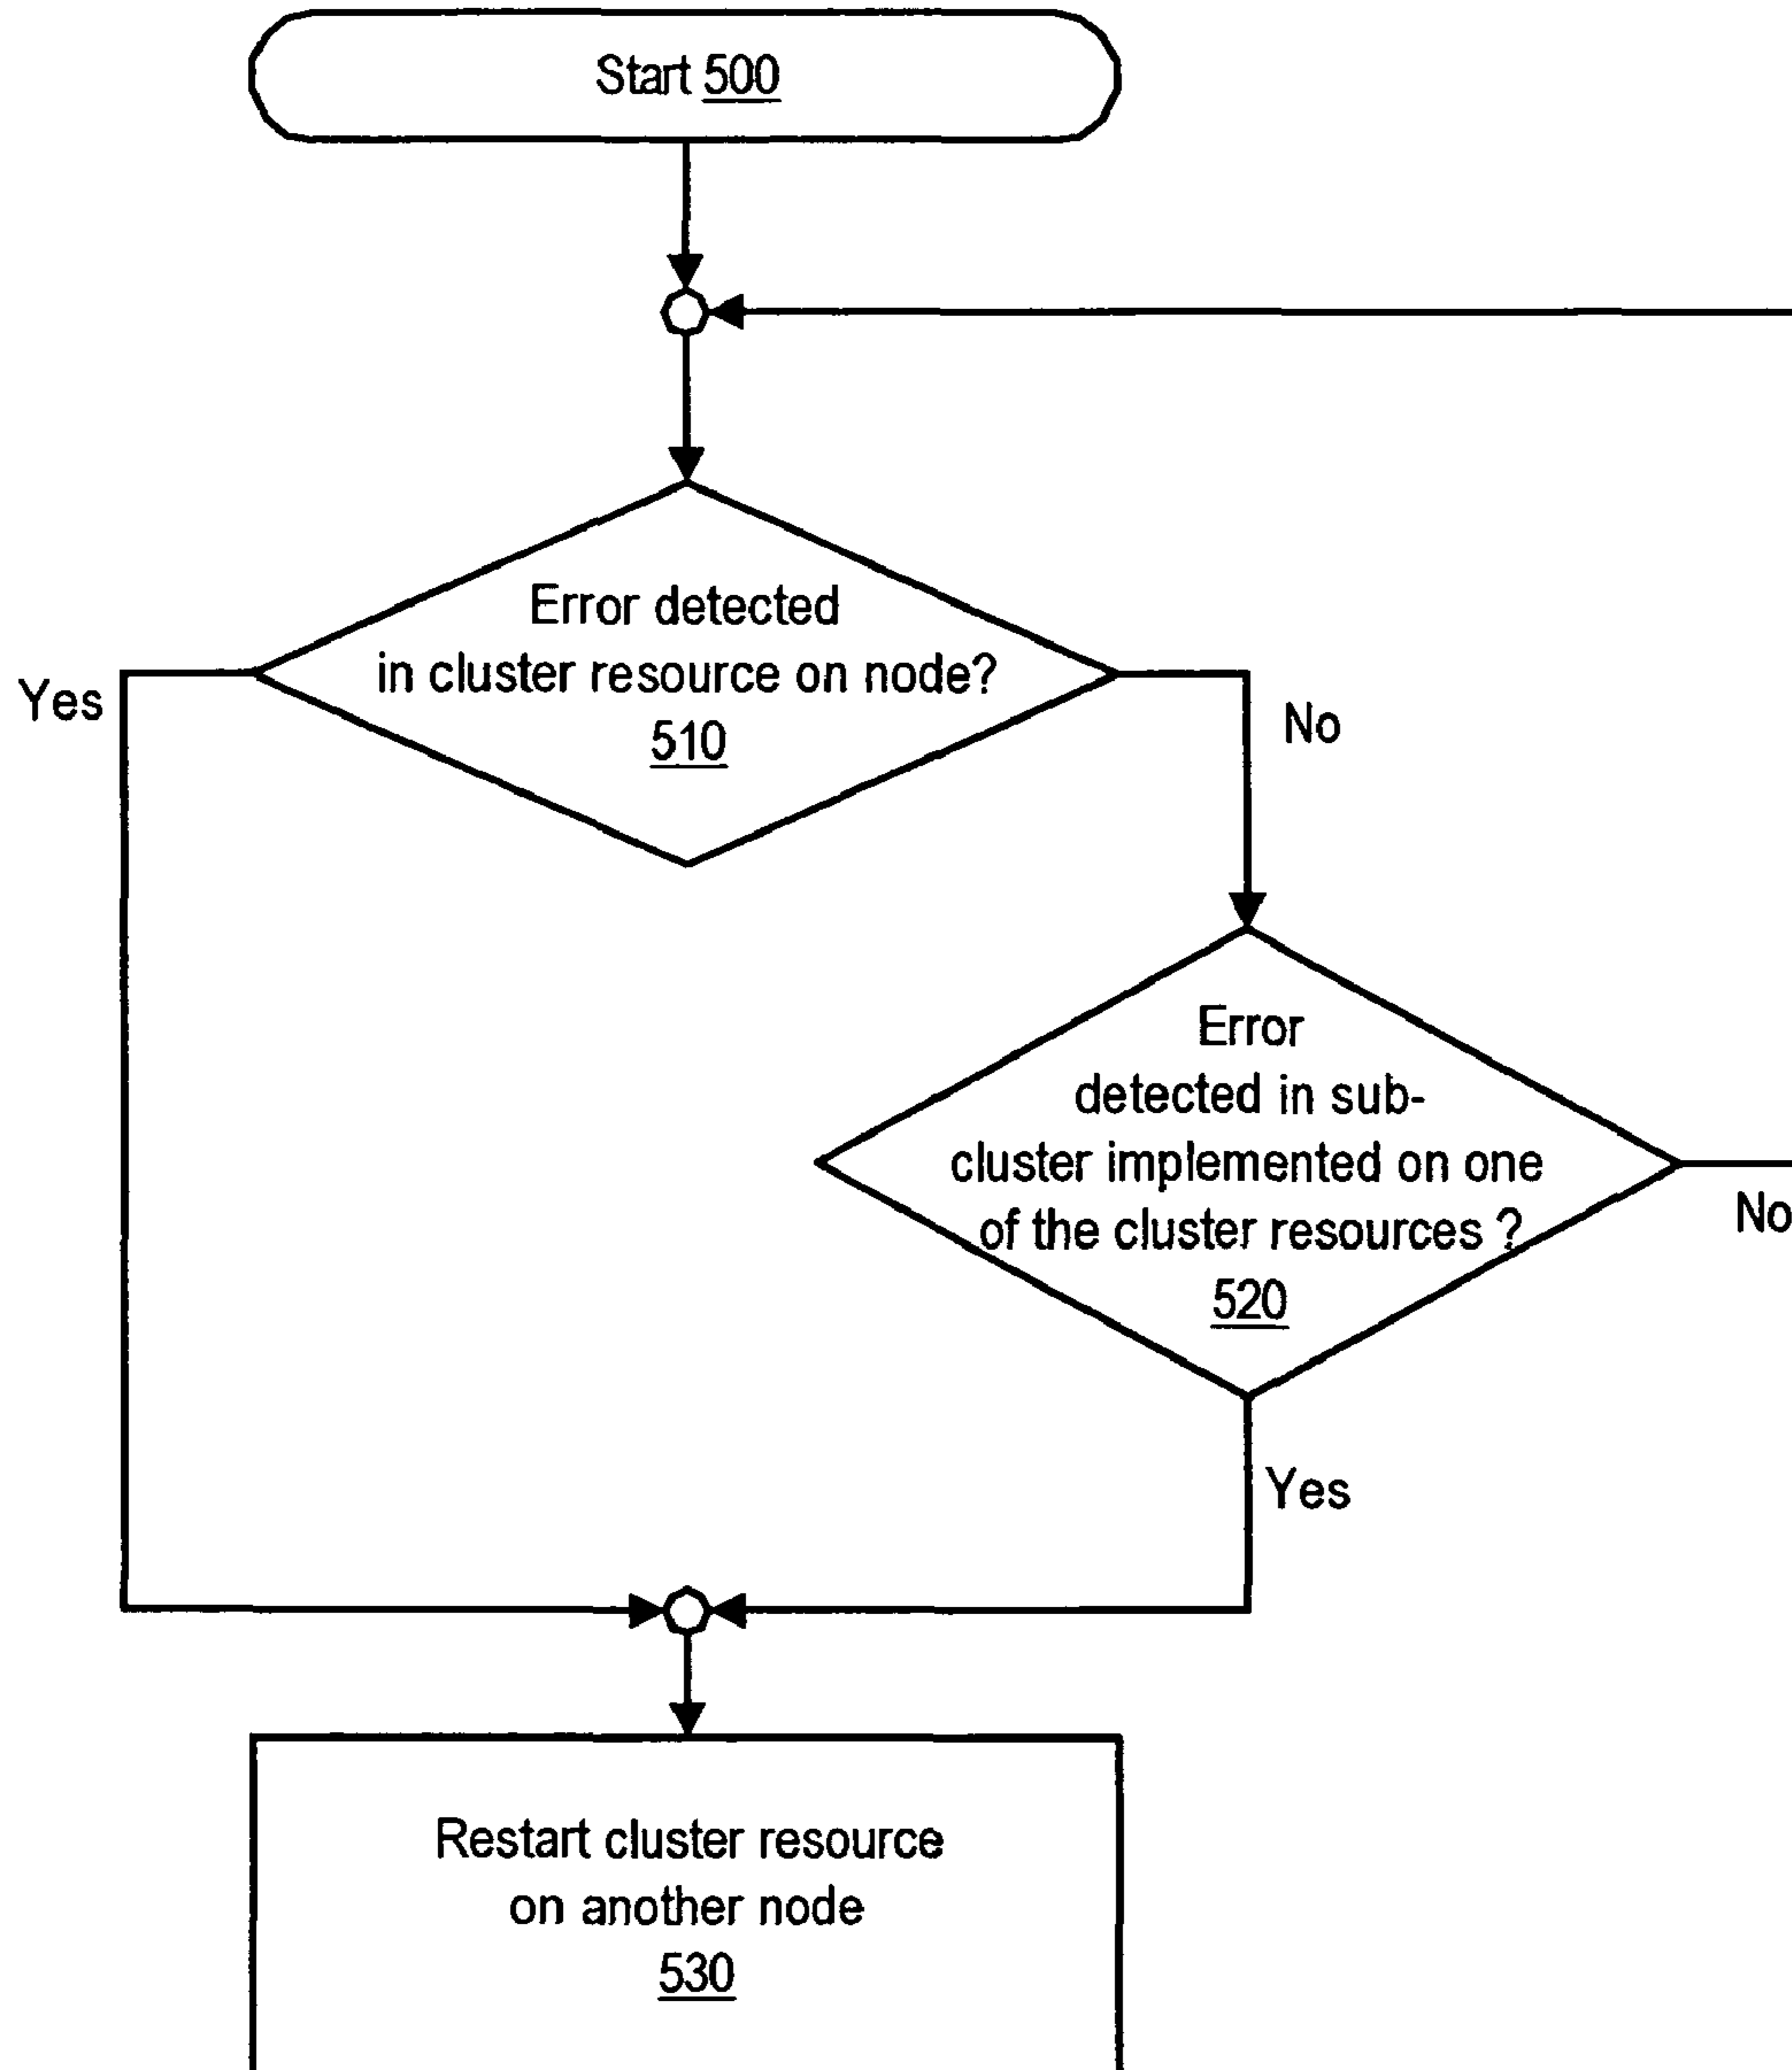 Start 500
Error detected
in cluster resource on node?
510
Yes
No
Error
detected in sub-
cluster implemented on one
of the cluster resources ?
520
No
Yes
Restart cluster resource
on another node
530